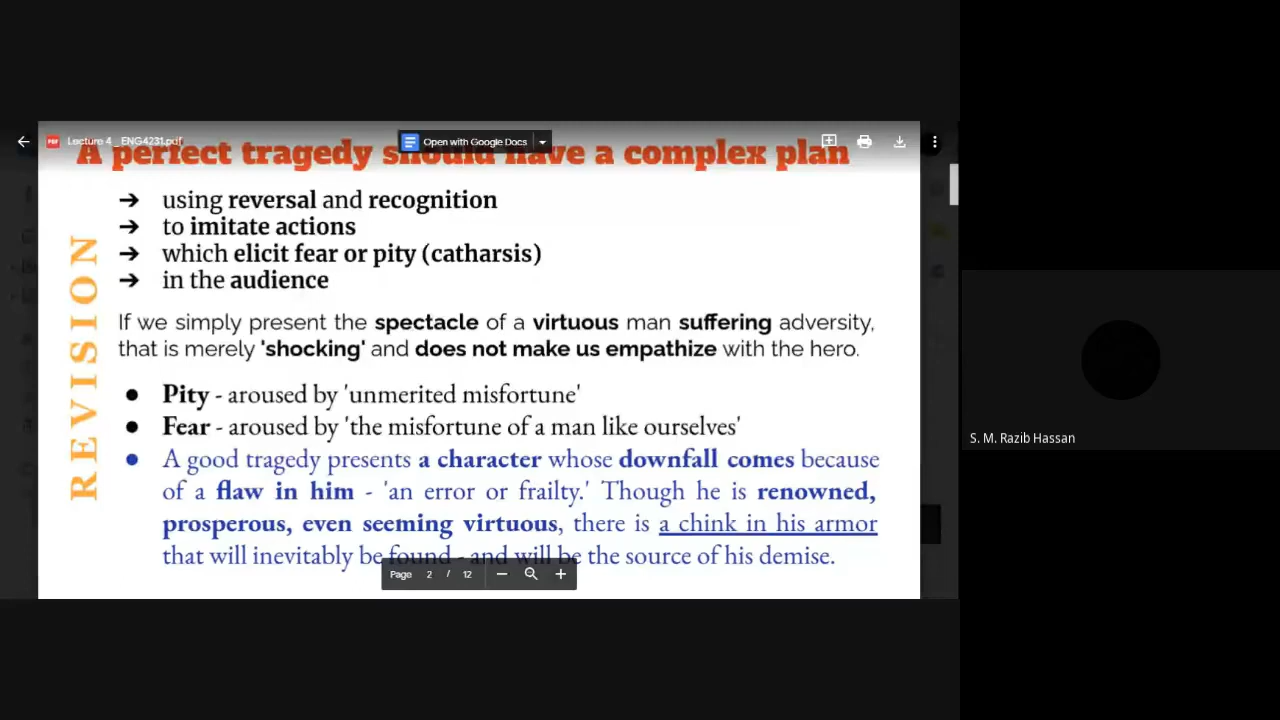 Lecture 4 _ ENG4231.pdf
Open with Google Docs
A perfect tragedy should have a complex plan
REVISION
➔ using reversal and recognition
➔ to imitate actions
➔ which elicit fear or pity (catharsis)
➔ in the audience
If we simply present the spectacle of a virtuous man suffering adversity,
that is merely 'shocking' and does not make us empathize with the hero.
● Pity - aroused by 'unmerited misfortune'
● Fear - aroused by 'the misfortune of a man like ourselves'
● A good tragedy presents a character whose downfall comes because
of a flaw in him - 'an error or frailty.' Though he is renowned,
prosperous, even seeming virtuous, there is a chink in his armor
that will inevitably be found - and will be the source of his demise.
Page 2 / 12
S. M. Razib Hassan